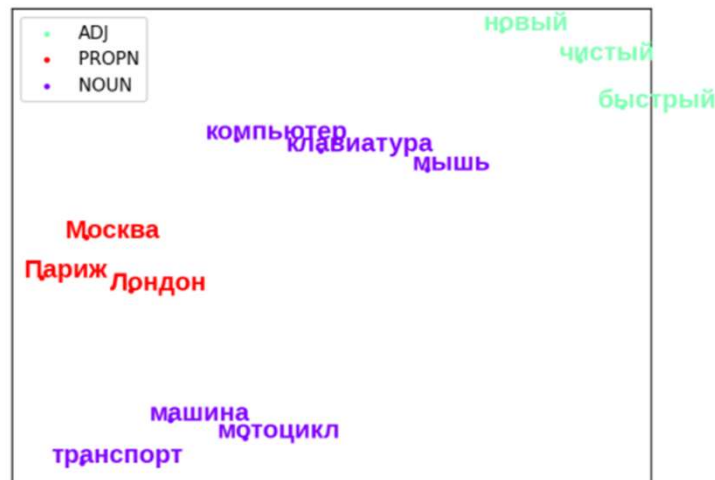 новый
ADJ
PROPN
NOUN
чистый
быстрый
компьютер
клавиатура
мышь
Москва
Париж
Лондон
машина
мотоцикл
транспорт